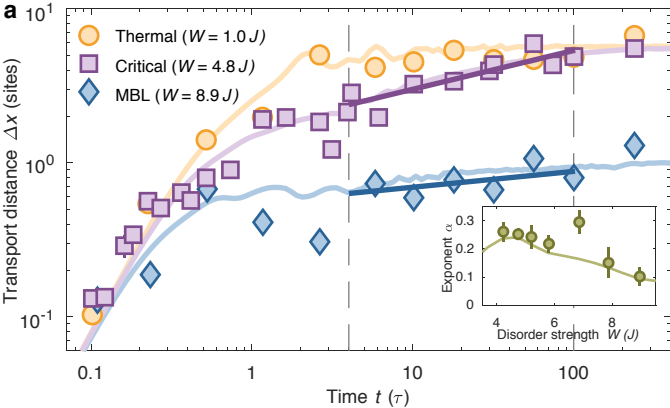 a
Transport distance Δx (sites)
10¹
10⁰
10⁻¹
Thermal (W = 1.0 J)
Critical (W = 4.8 J)
MBL (W = 8.9 J)
Exponent α
0.3
0.2
0.1
0
4
6
8
Disorder strength W (J)
0.1
1
10
100
Time t (τ)